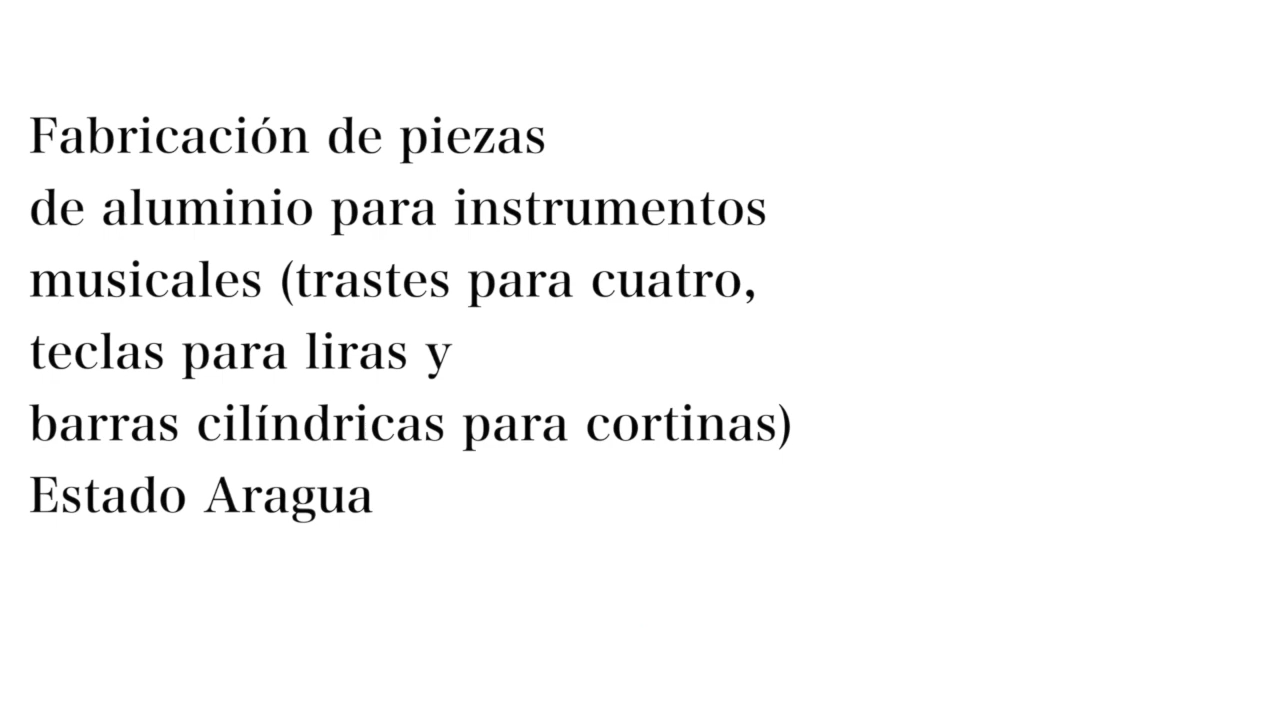 Fabricación de piezas
de aluminio para instrumentos
musicales (trastes para cuatro,
teclas para liras y
barras cilíndricas para cortinas)
Estado Aragua